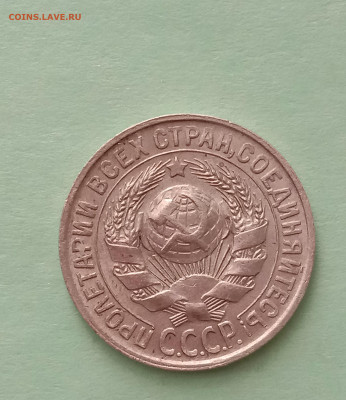 COINS.LAVE.RU
ПРОЛЕТАРИИ ВСЕХ СТРАН, СОЕДИНЯЙТЕСЬ
С.С.С.Р.